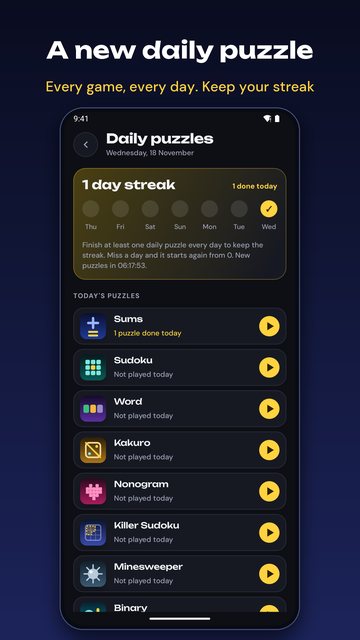 A new daily puzzle
Every game, every day. Keep your streak
9:41
Daily puzzles
Wednesday, 18 November
1 day streak
1 done today
Thu Fri Sat Sun Mon Tue Wed
Finish at least one daily puzzle every day to keep the
streak. Miss a day and it starts again from 0. New
puzzles in 06:17:53.
TODAY'S PUZZLES
Sums
1 puzzle done today
Sudoku
Not played today
Word
Not played today
Kakuro
Not played today
Nonogram
Not played today
Killer Sudoku
Not played today
Minesweeper
Not played today
Binary